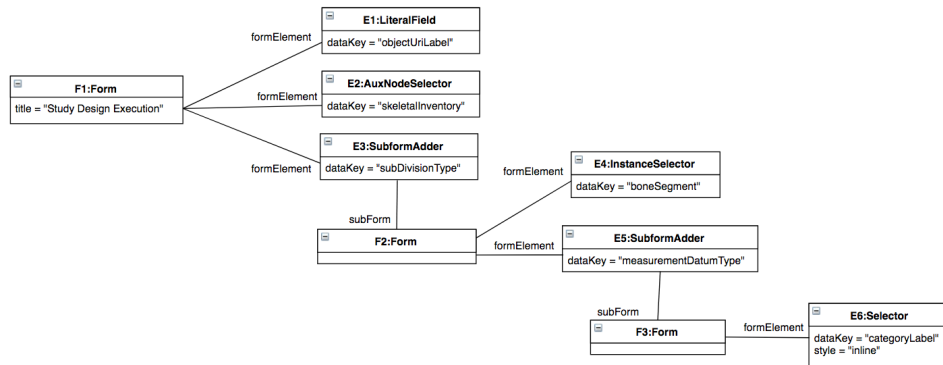 E1:LiteralField
formElement
dataKey = "objectUriLabel"
F1:Form
title = "Study Design Execution"
E2:AuxNodeSelector
formElement
dataKey = "skeletalInventory"
E3:SubformAdder
formElement
dataKey = "subDivisionType"
E4:InstanceSelector
formElement
dataKey = "boneSegment"
subForm
F2:Form
formElement
E5:SubformAdder
dataKey = "measurementDatumType"
subForm
F3:Form
formElement
E6:Selector
dataKey = "categoryLabel"
style = "inline"